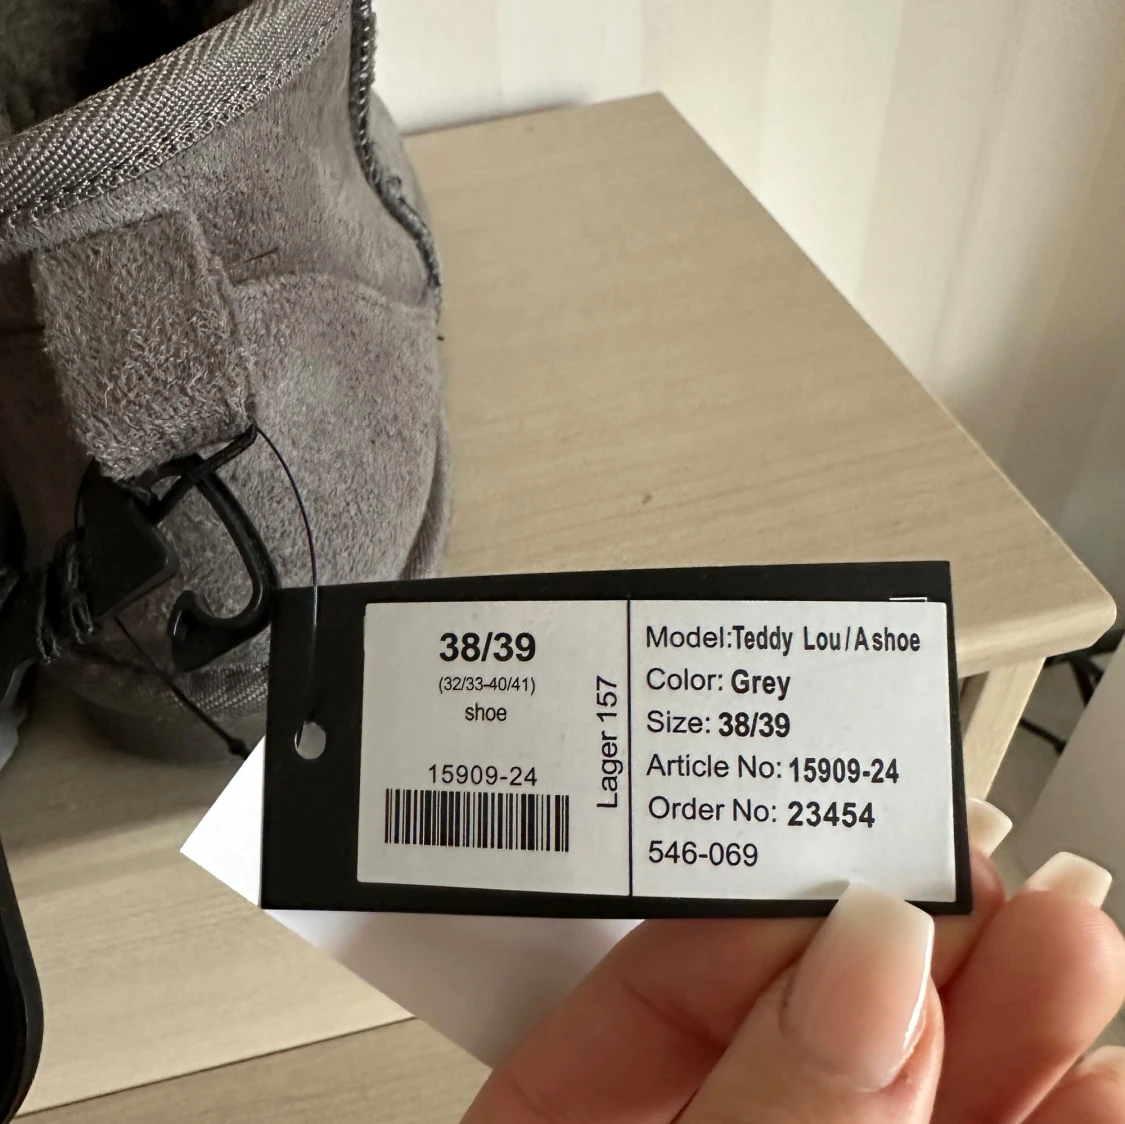 38/39
(32/33-40/41)
shoe
15909-24
Lager 157
Model:Teddy Lou/Ashoe
Color: Grey
Size: 38/39
Article No: 15909-24
Order No: 23454
546-069